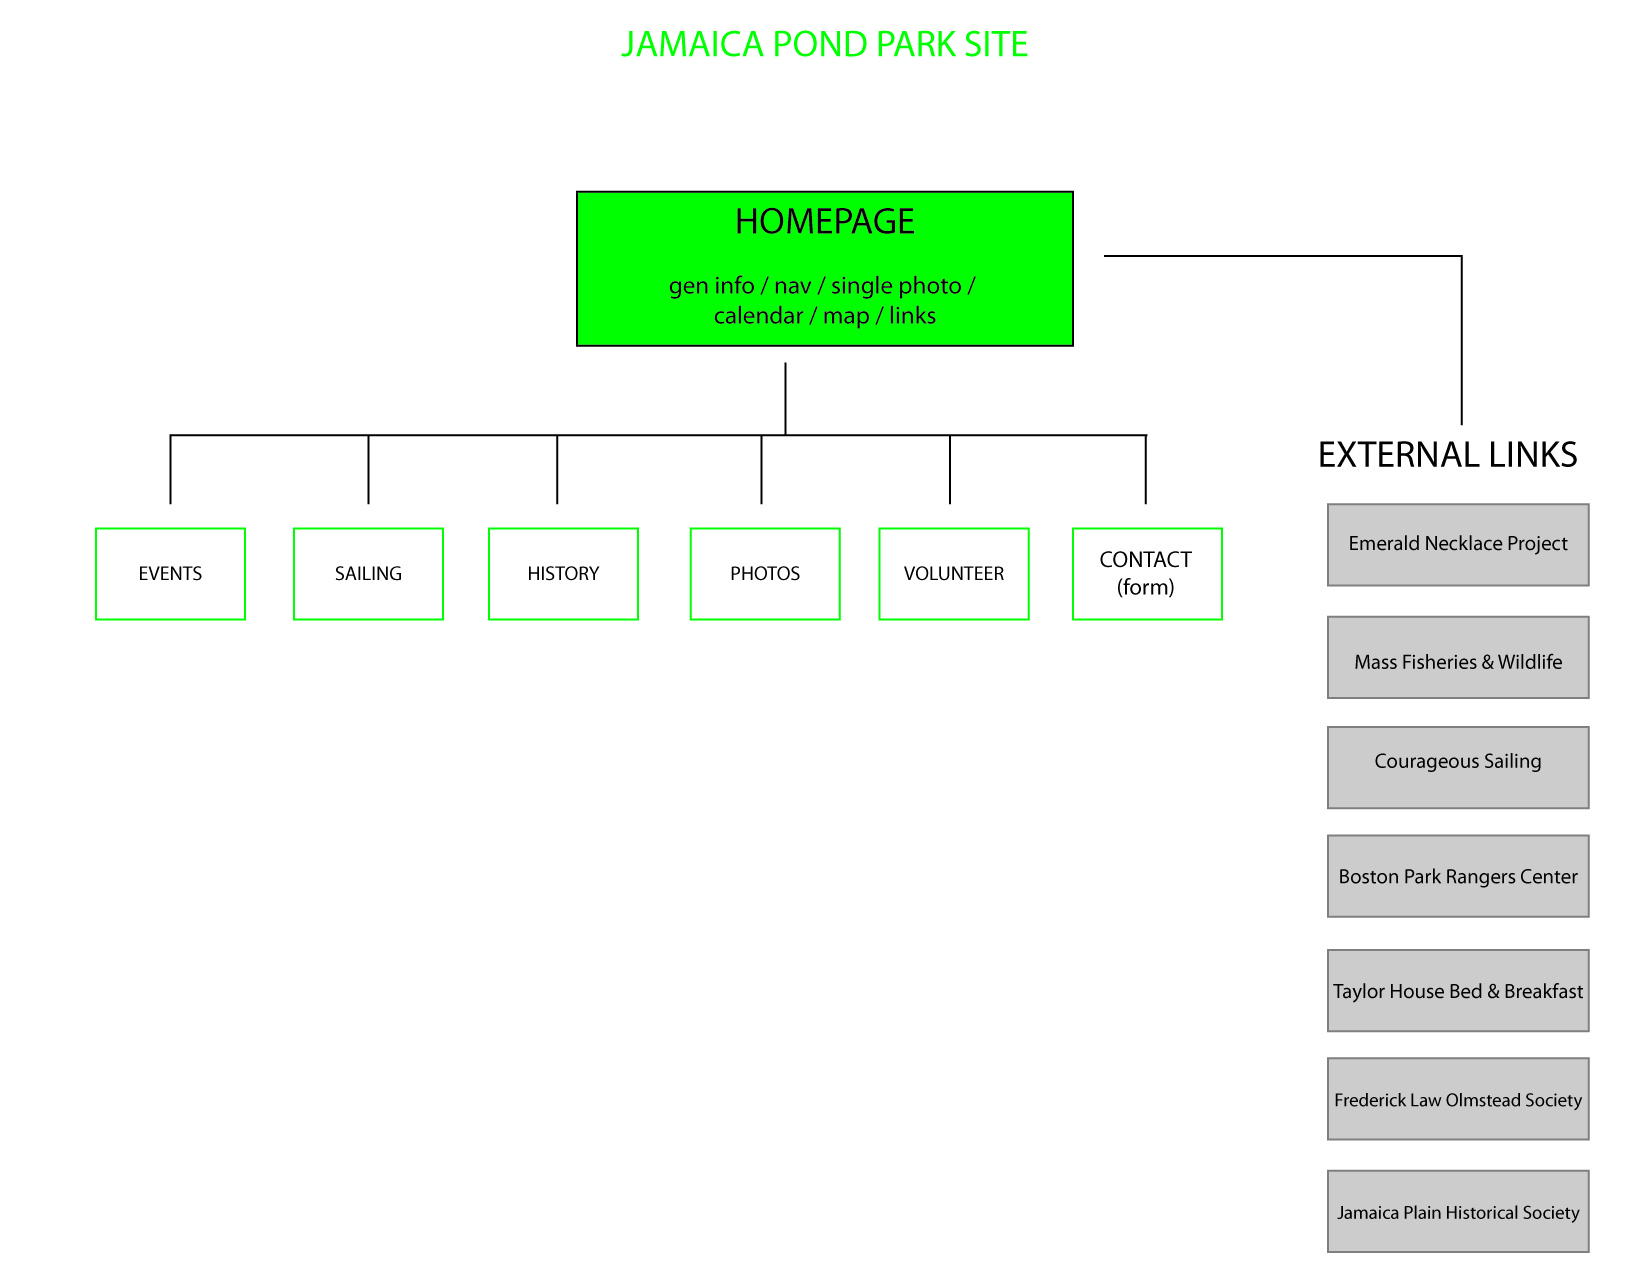 JAMAICA POND PARK SITE
HOMEPAGE
gen info / nav / single photo /
calendar / map / links
EXTERNAL LINKS
EVENTS
SAILING
HISTORY
PHOTOS
VOLUNTEER
CONTACT
(form)
Emerald Necklace Project
Mass Fisheries & Wildlife
Courageous Sailing
Boston Park Rangers Center
Taylor House Bed & Breakfast
Frederick Law Olmstead Society
Jamaica Plain Historical Society